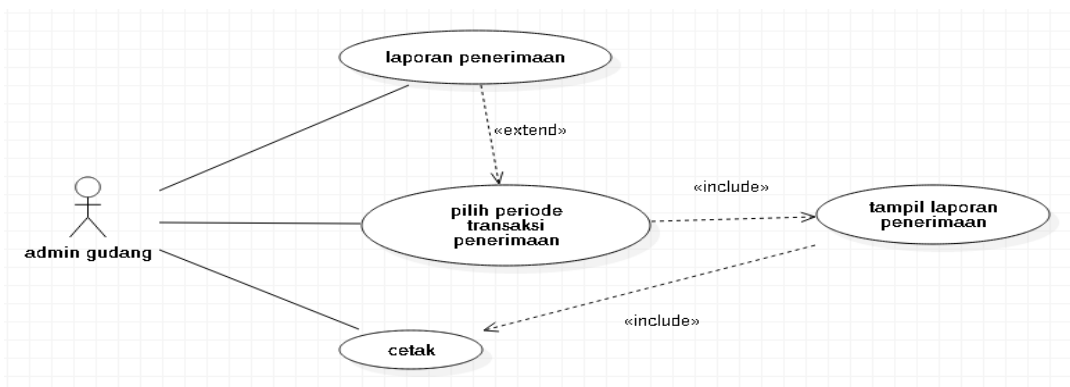 laporan penerimaan
«extend»
«include»
pilih periode
transaksi
penerimaan
tampil laporan
penerimaan
admin gudang
«include»
cetak